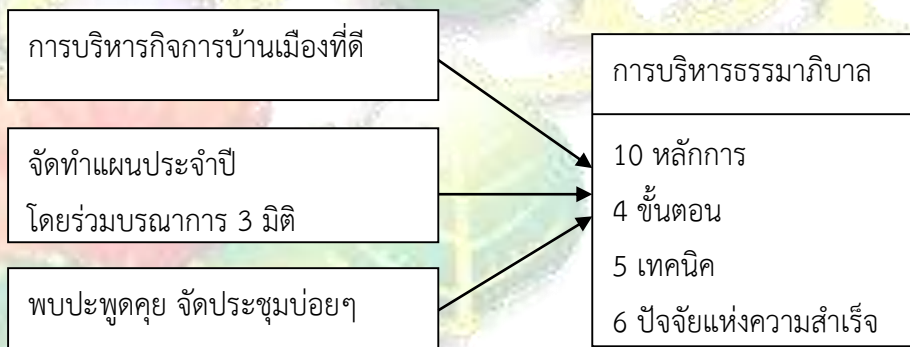 การบริหารกิจการบ้านเมืองที่ดี
จัดทำแผนประจำปี
โดยร่วมบรณาการ 3 มิติ
พบปะพูดคุย จัดประชุมบ่อยๆ
การบริหารธรรมาภิบาล
10 หลักการ
4 ขั้นตอน
5 เทคนิค
6 ปัจจัยแห่งความสำเร็จ